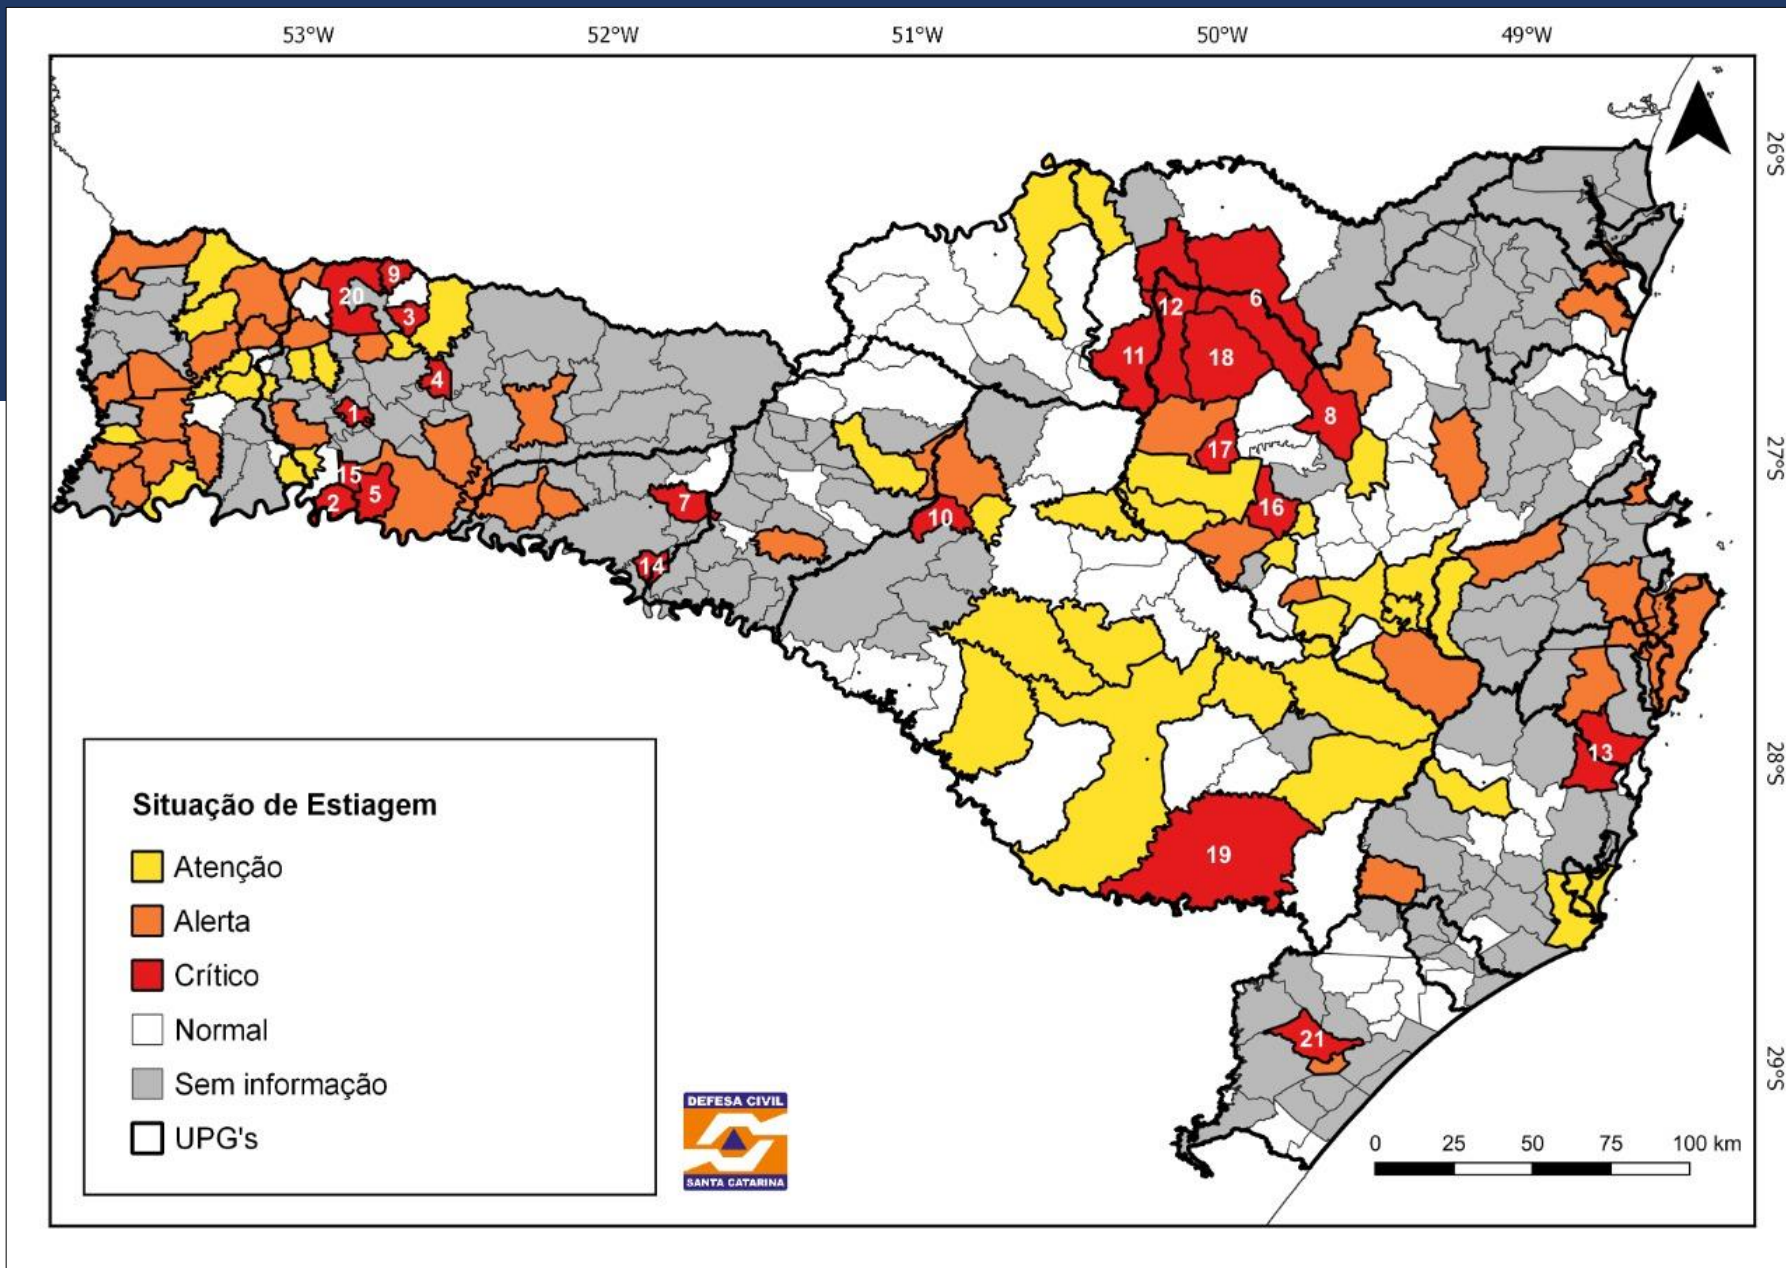 53°W 52°W 51°W 50°W 49°W
26°S
27°S
28°S
29°S
9
20
3
4
1
15
2
5
7
14
10
6
12
11
18
8
17
16
13
19
21
Situação de Estiagem
Atenção
Alerta
Crítico
Normal
Sem informação
UPG's
DEFESA CIVIL
SANTA CATARINA
0 25 50 75 100 km